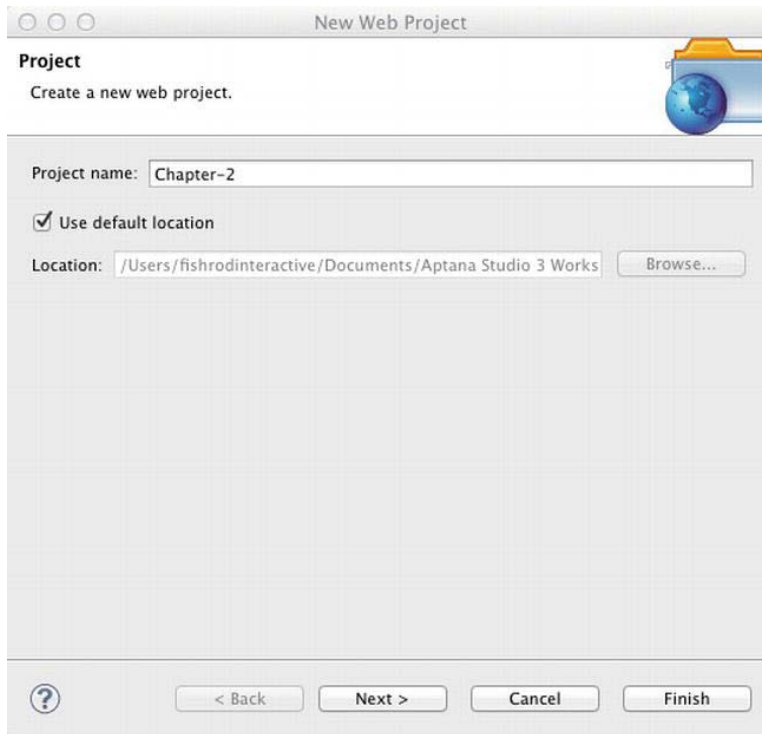 New Web Project
Project
Create a new web project.
Project name: Chapter-2
Use default location
Location: /Users/fishrodinteractive/Documents/Aptana Studio 3 Works Browse...
? < Back Next > Cancel Finish